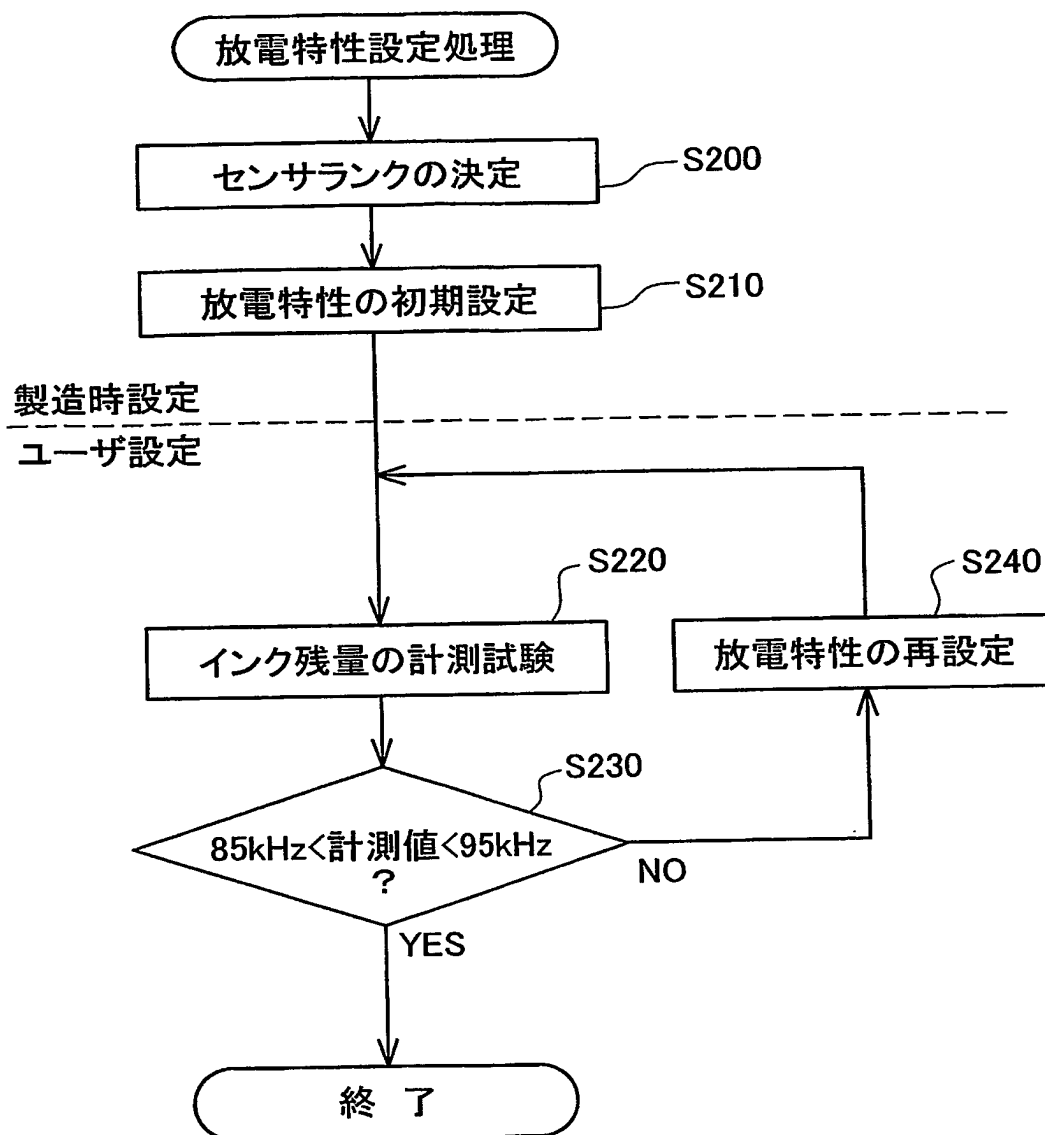 放電特性設定処理
センサランクの決定
S200
放電特性の初期設定
S210
製造時設定
ユーザ設定
S220
インク残量の計測試験
S240
放電特性の再設定
S230
85kHz<計測値<95kHz
?
NO
YES
終 了